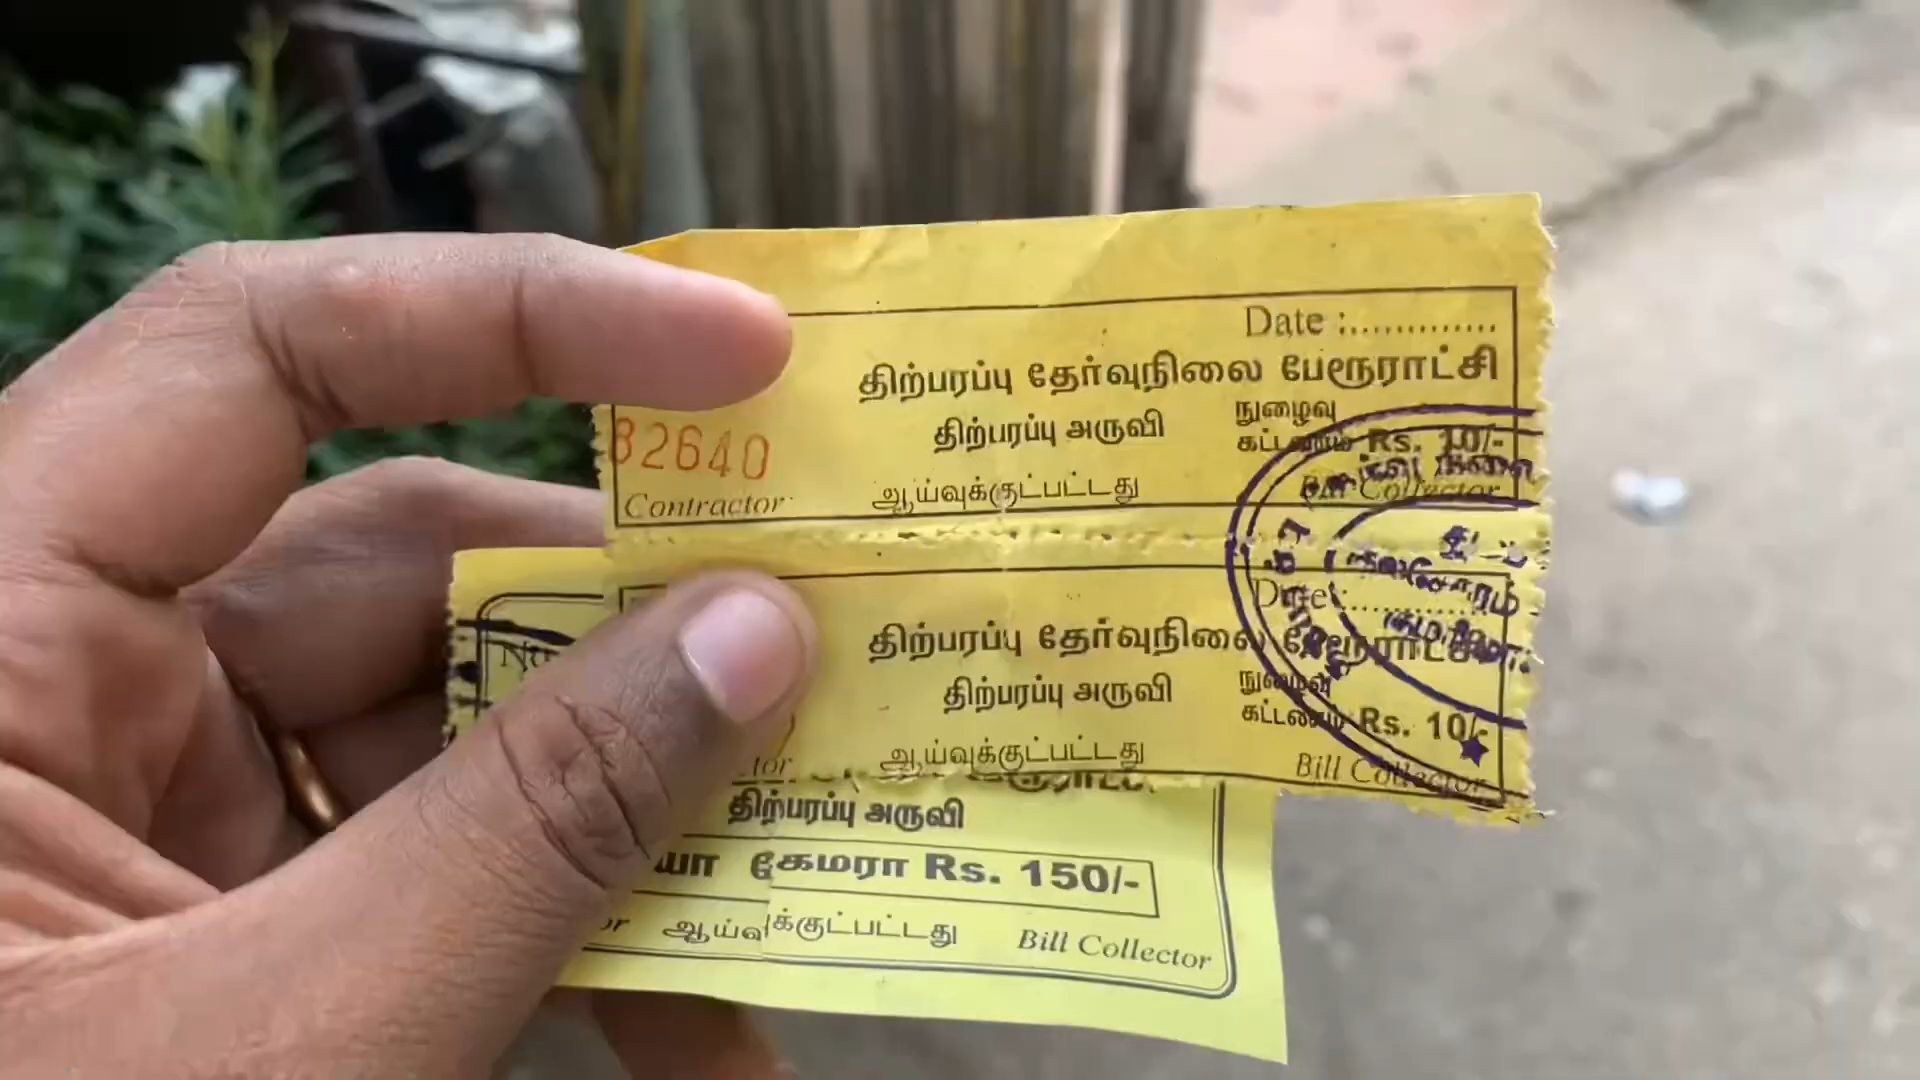 Date :.............
திற்பரப்பு தேர்வுநிலை பேரூராட்சி
திற்பரப்பு அருவி
நுழைவு
கட்டணம் Rs. 10/-
82640
Contractor
ஆய்வுக்குட்பட்டது
Bill Collector
Date :.............
திற்பரப்பு தேர்வுநிலை பேரூராட்சி
திற்பரப்பு அருவி
நுழைவு
கட்டணம் Rs. 10/-
ஆய்வுக்குட்பட்டது
Bill Collector
திற்பரப்பு அருவி
கேமரா Rs. 150/-
ஆய்வுக்குட்பட்டது
Bill Collector